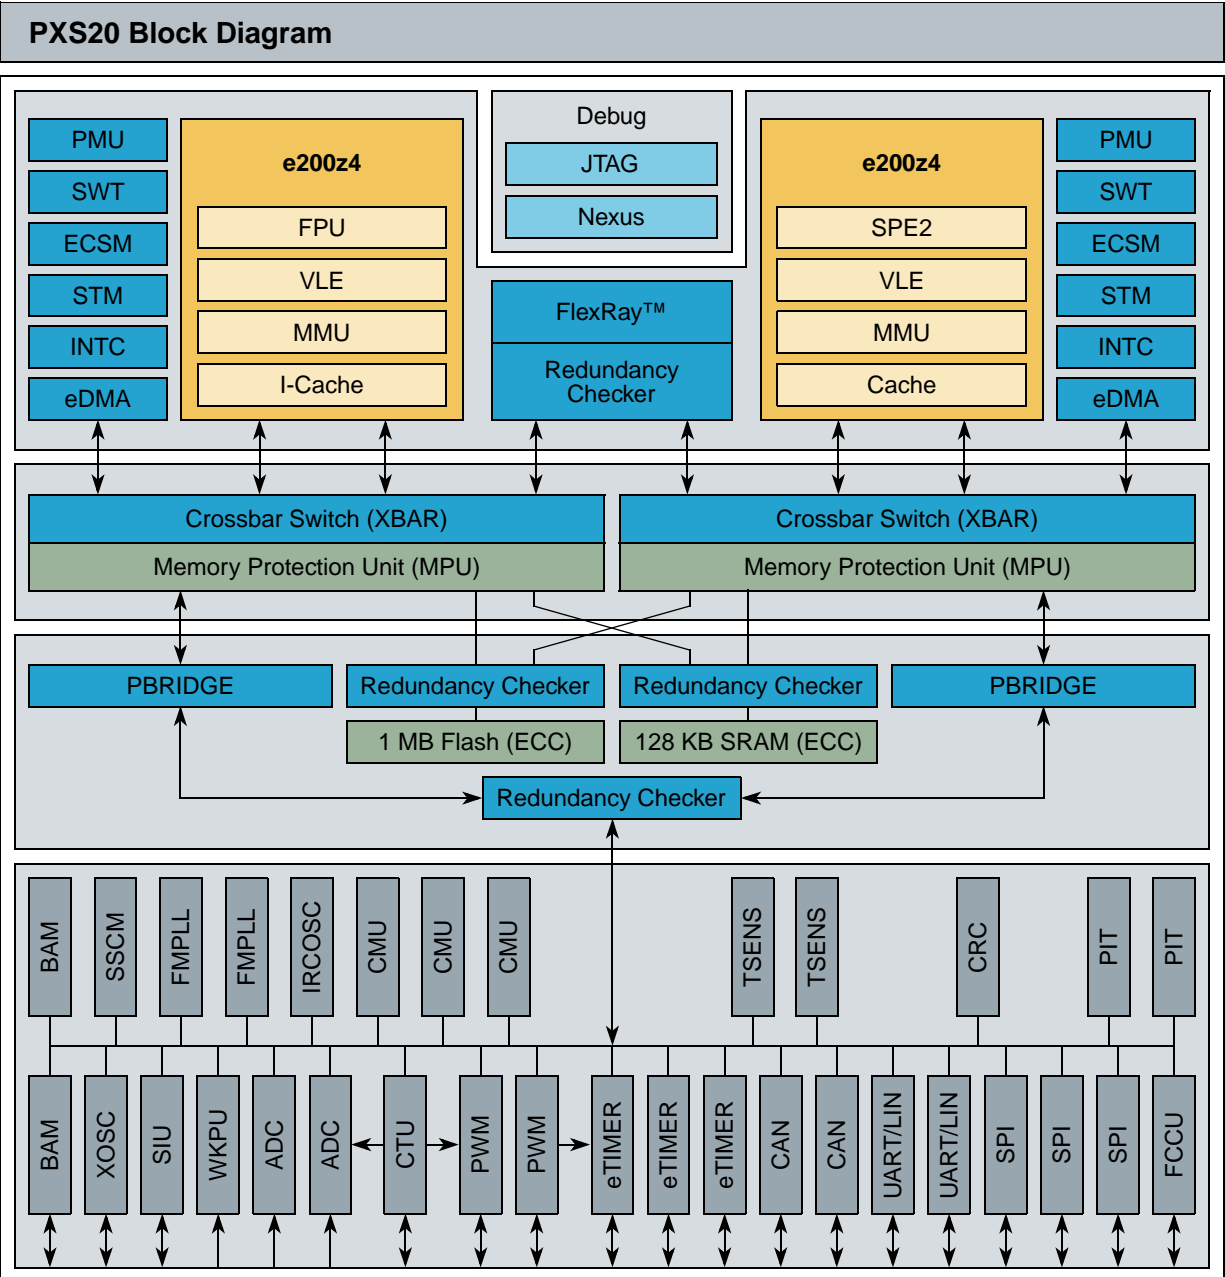 PXS20 Block Diagram
PMU
SWT
ECSM
STM
INTC
eDMA
e200z4
FPU
VLE
MMU
I-Cache
Debug
JTAG
Nexus
FlexRay™
Redundancy
Checker
e200z4
SPE2
VLE
MMU
Cache
PMU
SWT
ECSM
STM
INTC
eDMA
Crossbar Switch (XBAR)
Memory Protection Unit (MPU)
Crossbar Switch (XBAR)
Memory Protection Unit (MPU)
PBRIDGE
Redundancy Checker
Redundancy Checker
PBRIDGE
1 MB Flash (ECC)
128 KB SRAM (ECC)
Redundancy Checker
BAM
SSCM
FMPLL
FMPLL
IRCOSC
CMU
CMU
CMU
TSENS
TSENS
CRC
PIT
PIT
BAM
XOSC
SIU
WKPU
ADC
ADC
CTU
PWM
PWM
eTIMER
eTIMER
eTIMER
CAN
CAN
UART/LIN
UART/LIN
SPI
SPI
SPI
FCCU